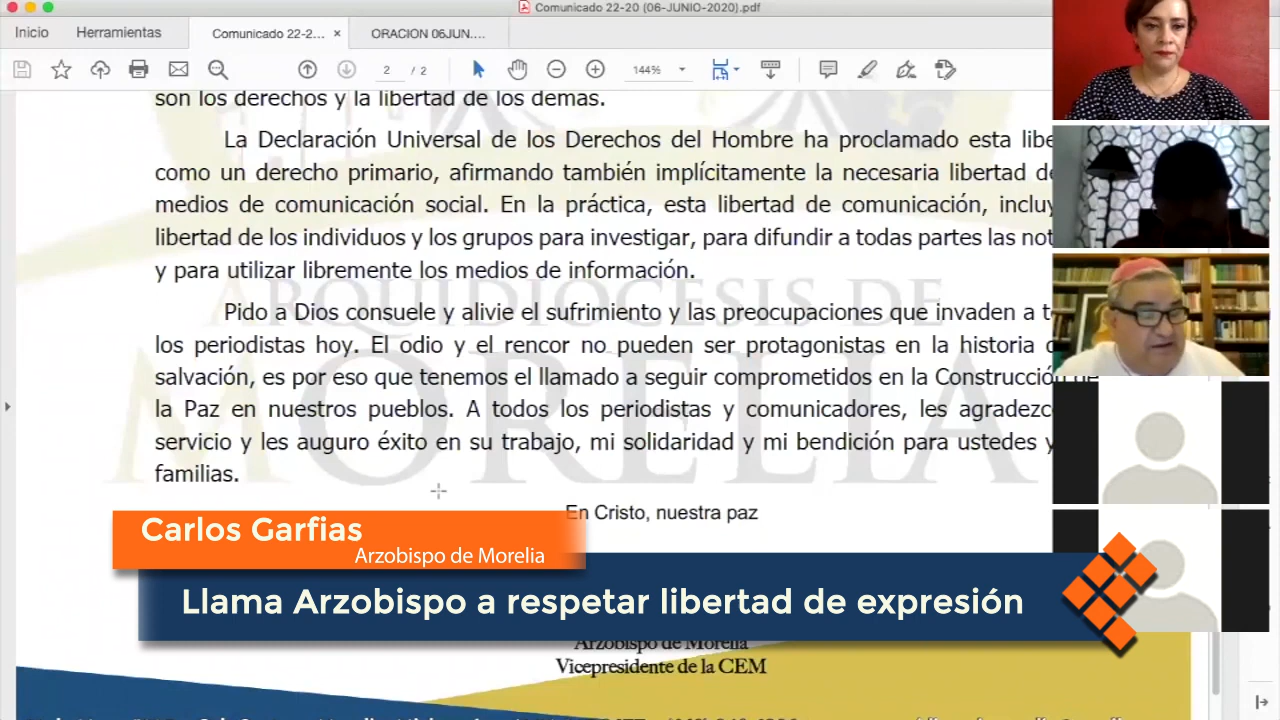 Comunicado 22-20 (06-JUNIO-2020).pdf
Inicio Herramientas Comunicado 22-2... × ORACION 06JUN....
2 / 2 144%
son los derechos y la libertad de los demás.
La Declaración Universal de los Derechos del Hombre ha proclamado esta libe
como un derecho primario, afirmando también implícitamente la necesaria libertad de
medios de comunicación social. En la práctica, esta libertad de comunicación, incluy
libertad de los individuos y los grupos para investigar, para difundir a todas partes las not
y para utilizar libremente los medios de información.
ARQUIDIOCESIS DE
Pido a Dios consuele y alivie el sufrimiento y las preocupaciones que invaden a t
los periodistas hoy. El odio y el rencor no pueden ser protagonistas en la historia d
salvación, es por eso que tenemos el llamado a seguir comprometidos en la Construcción de
la Paz en nuestros pueblos. A todos los periodistas y comunicadores, les agradezc
servicio y les auguro éxito en su trabajo, mi solidaridad y mi bendición para ustedes y
MORELIA
familias.
En Cristo, nuestra paz
Carlos Garfias
Arzobispo de Morelia
Llama Arzobispo a respetar libertad de expresión
Arzobispo de Morelia
Vicepresidente de la CEM